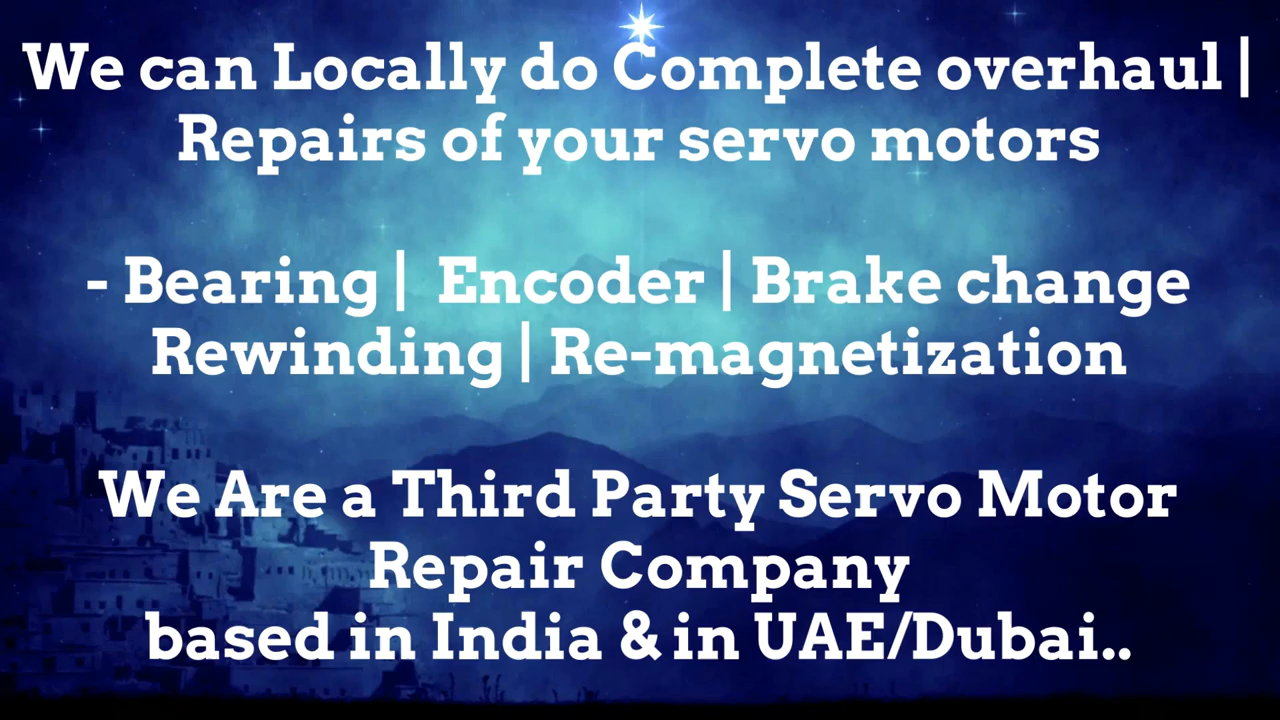 We can Locally do Complete overhaul |
Repairs of your servo motors
- Bearing | Encoder | Brake change
Rewinding | Re-magnetization
We Are a Third Party Servo Motor
Repair Company
based in India & in UAE/Dubai..